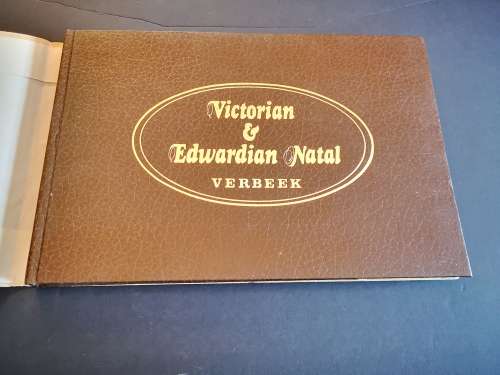 Victorian
&
Edwardian Natal
VERBEEK